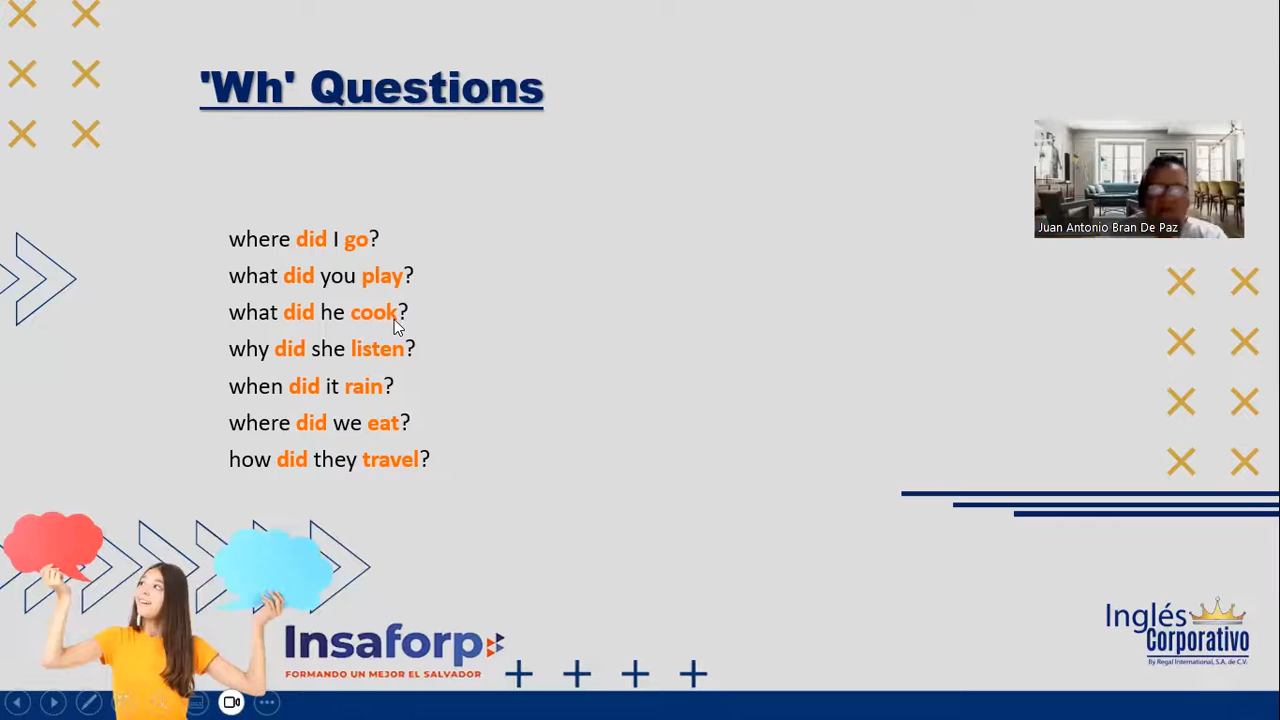 'Wh' Questions
where did I go?
what did you play?
what did he cook?
why did she listen?
when did it rain?
where did we eat?
how did they travel?
Juan Antonio Bran De Paz
Insaforp
FORMANDO UN MEJOR EL SALVADOR
Inglés
Corporativo
By Regal International, S.A. de C.V.